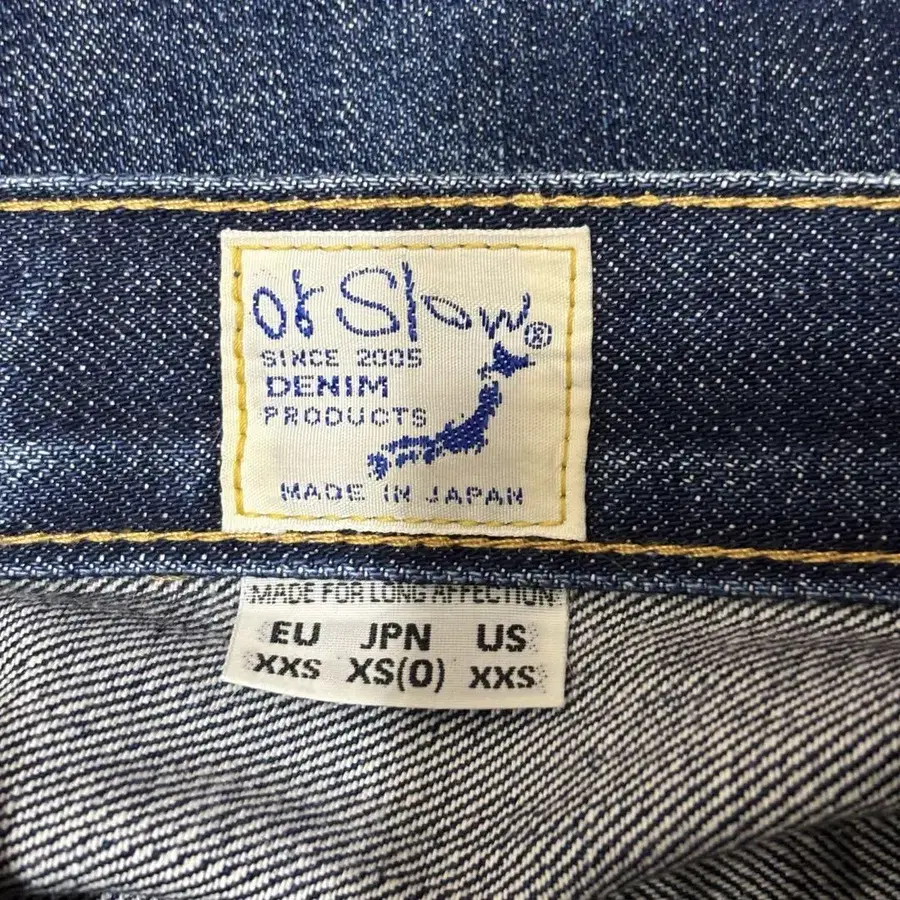 or Slow®
SINCE 2005
DENIM
PRODUCTS
MADE IN JAPAN
MADE FOR LONG AFFECTION
EU JPN US
XXS XS(0) XXS